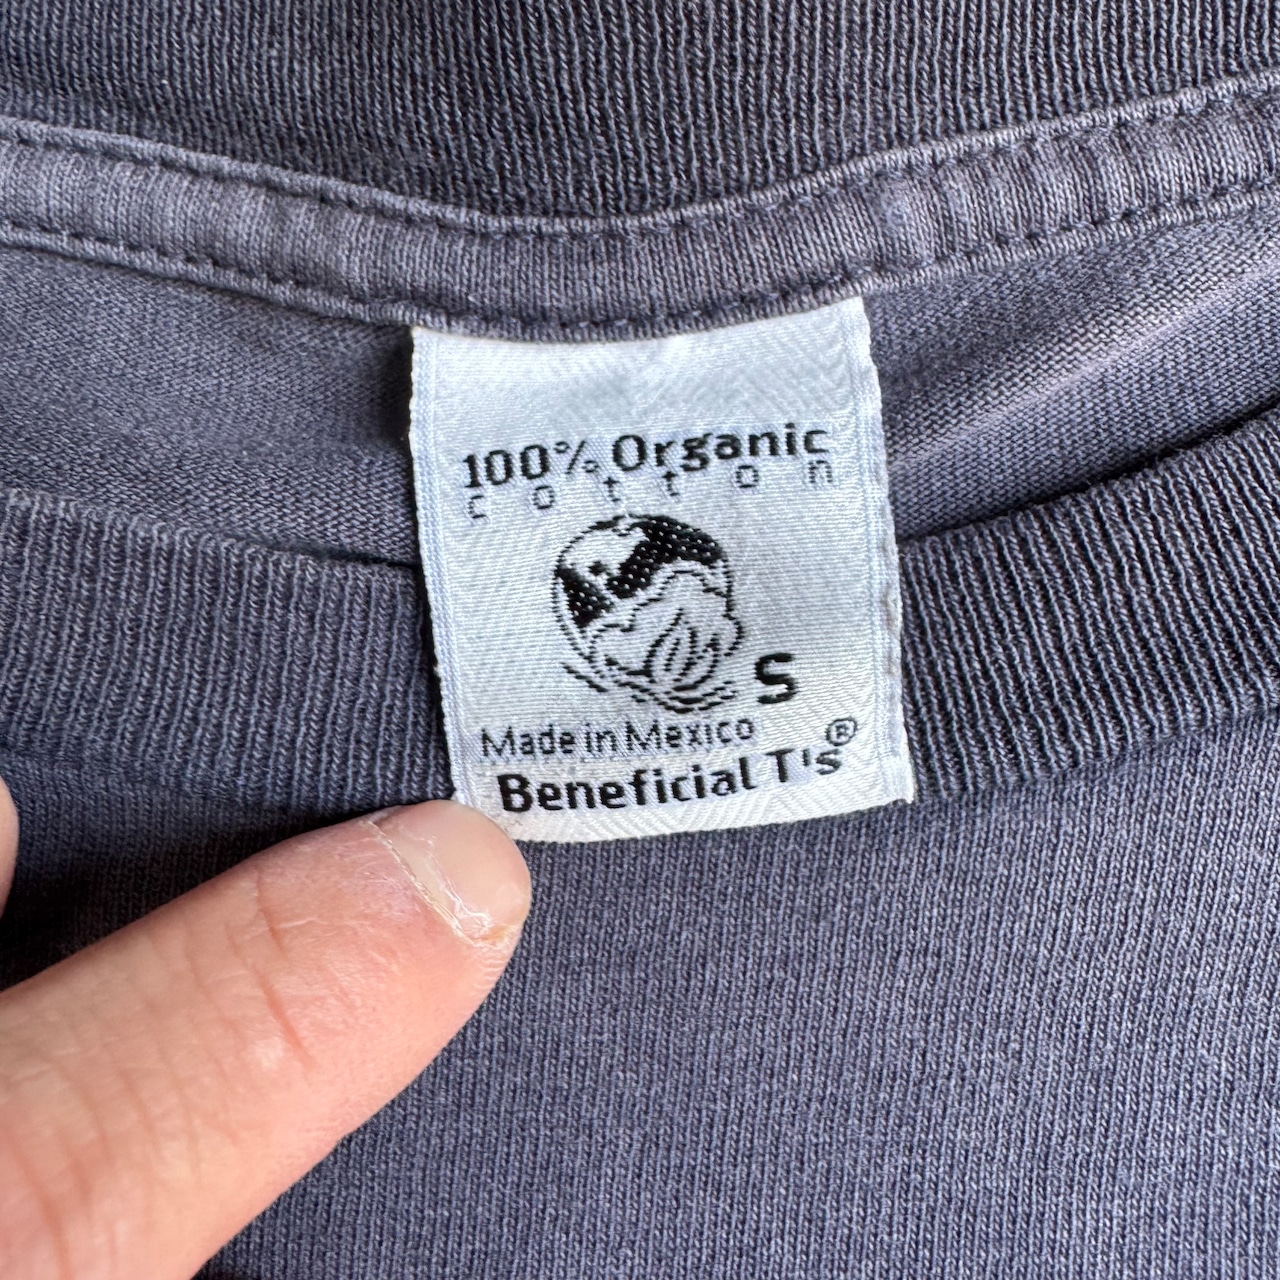 100% Organic
cotton
S
Made in Mexico
Beneficial T's®